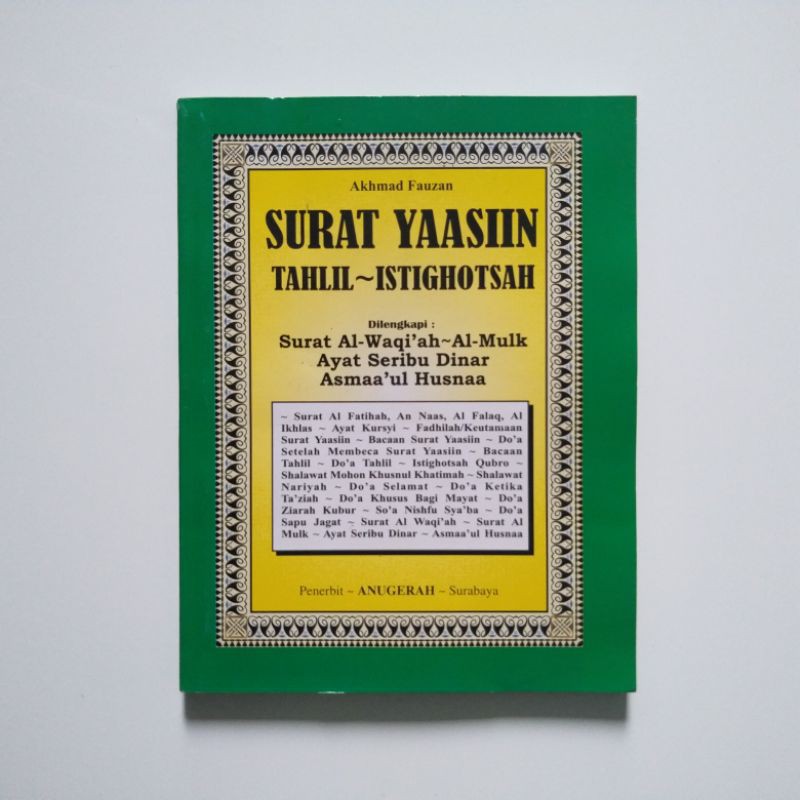 Akhmad Fauzan
SURAT YAASIIN
TAHLIL~ISTIGHOTSAH
Dilengkapi :
Surat Al-Waqi'ah~Al-Mulk
Ayat Seribu Dinar
Asmaa'ul Husnaa
~ Surat Al Fatihah, An Naas, Al Falaq, Al
Ikhlas ~ Ayat Kursyi ~ Fadhilah/Keutamaan
Surat Yaasiin ~ Bacaan Surat Yaasiin ~ Do'a
Setelah Membeca Surat Yaasiin ~ Bacaan
Tahlil ~ Do'a Tahlil ~ Istighotsah Qubro ~
Shalawat Mohon Khusnul Khatimah ~ Shalawat
Nariyah ~ Do'a Selamat ~ Do'a Ketika
Ta'ziah ~ Do'a Khusus Bagi Mayat ~ Do'a
Ziarah Kubur ~ So'a Nishfu Sya'ba ~ Do'a
Sapu Jagat ~ Surat Al Waqi'ah ~ Surat Al
Mulk ~ Ayat Seribu Dinar ~ Asmaa'ul Husnaa
Penerbit ~ ANUGERAH ~ Surabaya